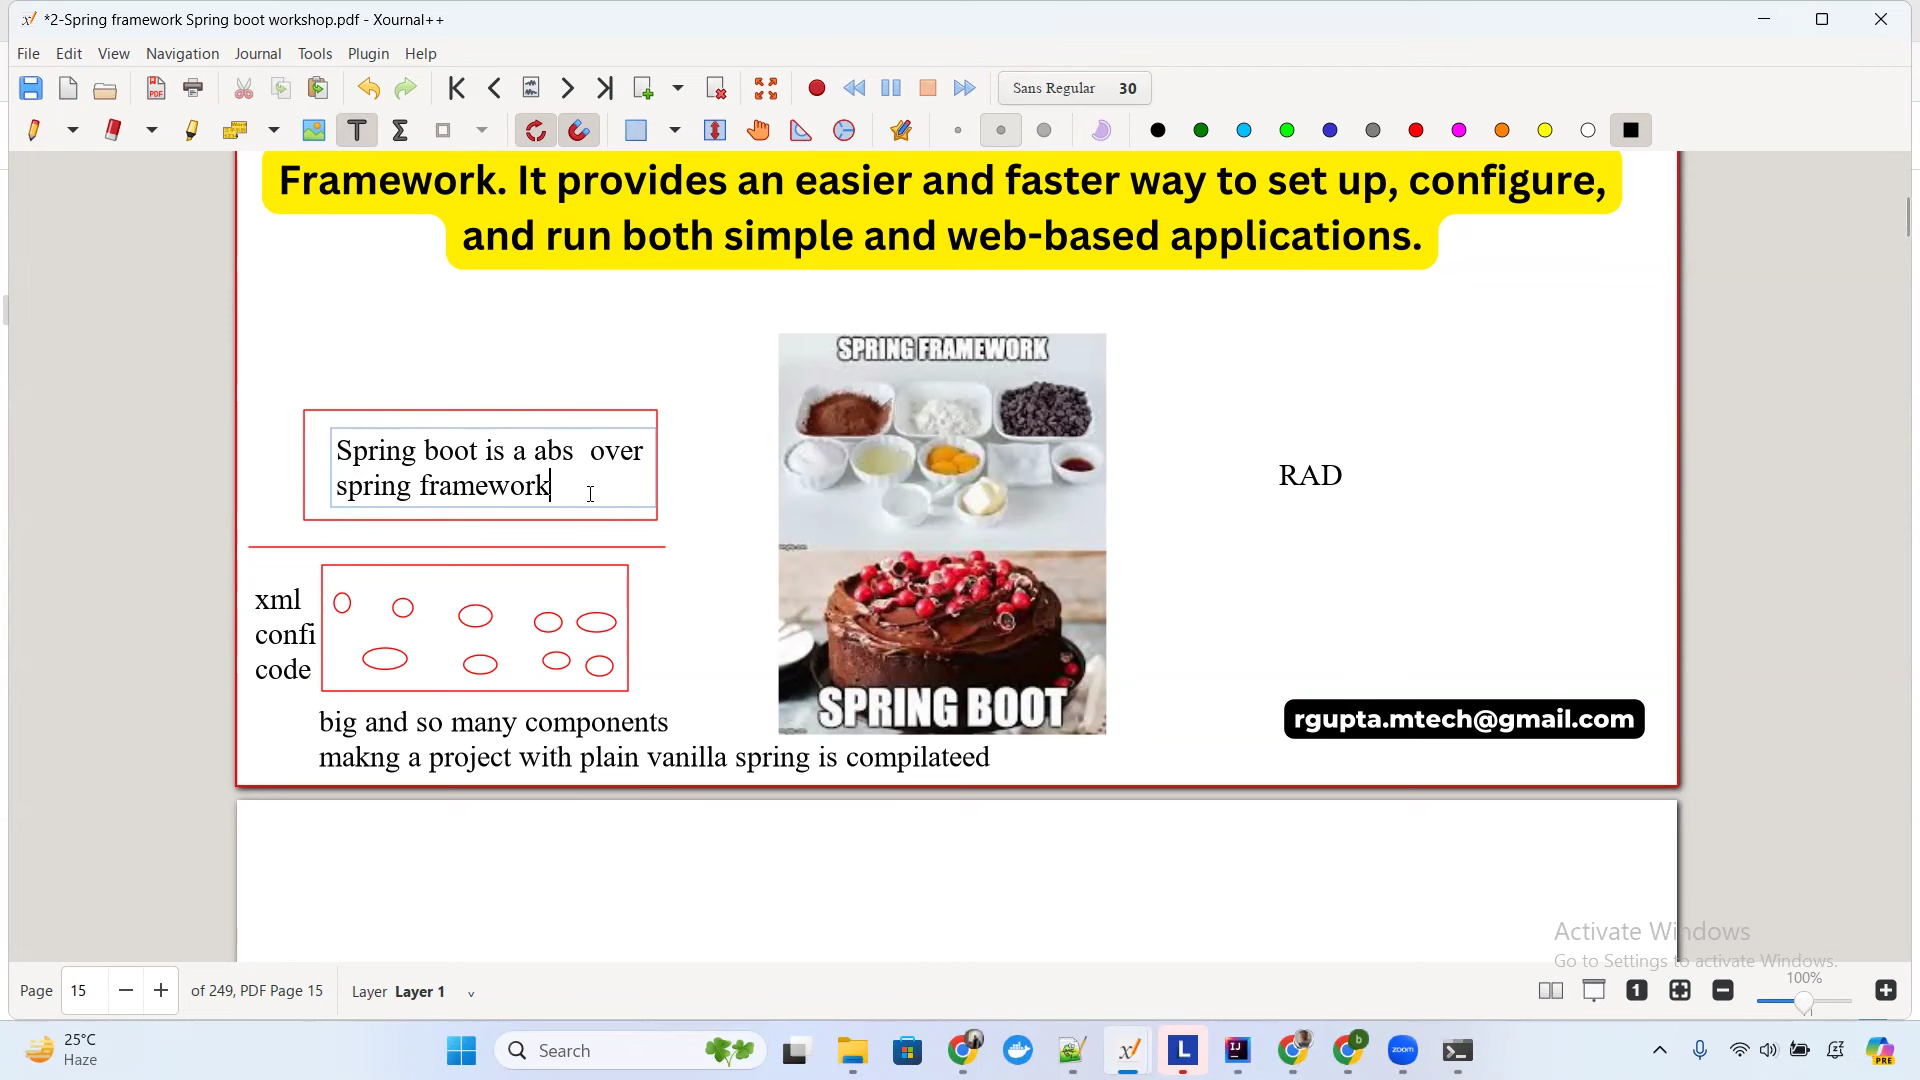 *2-Spring framework Spring boot workshop.pdf - Xournal++
File Edit View Navigation Journal Tools Plugin Help
Sans Regular 30
Framework. It provides an easier and faster way to set up, configure,
and run both simple and web-based applications.
SPRING FRAMEWORK
Spring boot is a abs over
spring framework
RAD
xml
confi
code
SPRING BOOT
rgupta.mtech@gmail.com
big and so many components
makng a project with plain vanilla spring is compilateed
Activate Windows
Go to Settings to activate Windows.
Page 15 of 249, PDF Page 15 Layer Layer 1
100%
25°C
Haze
Search
zoom
PRE